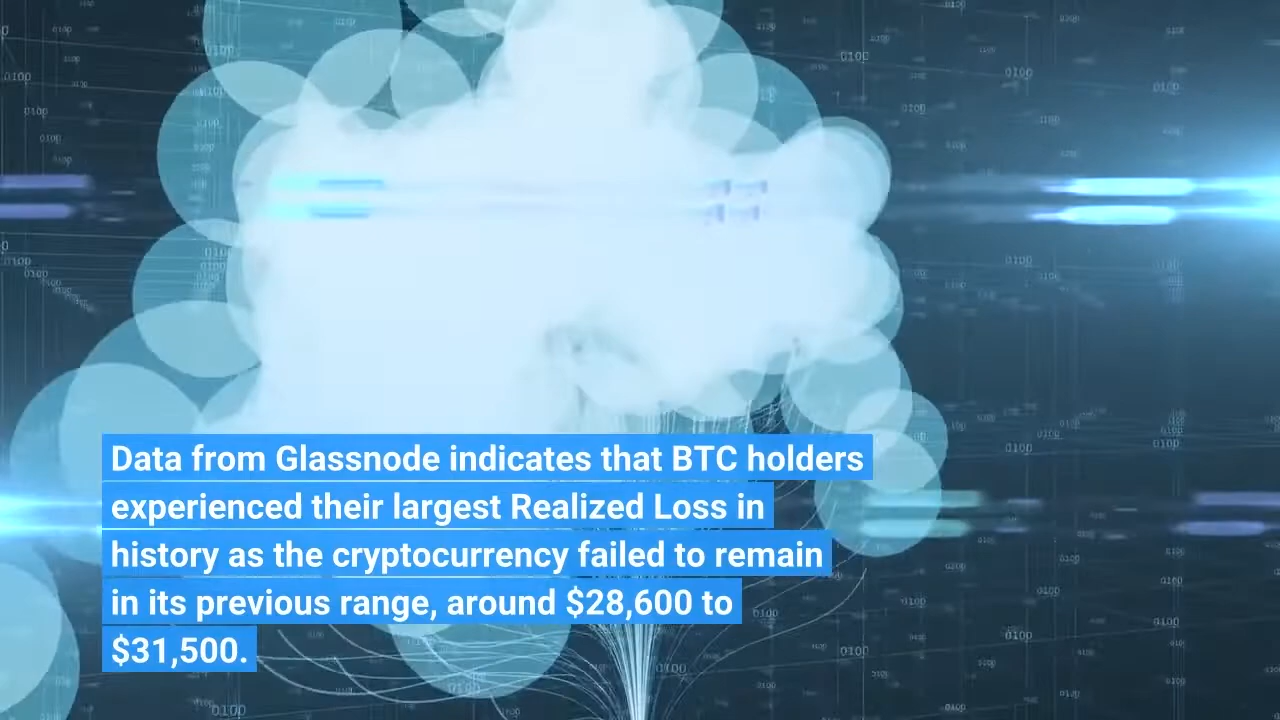 Data from Glassnode indicates that BTC holders
experienced their largest Realized Loss in
history as the cryptocurrency failed to remain
in its previous range, around $28,600 to
$31,500.